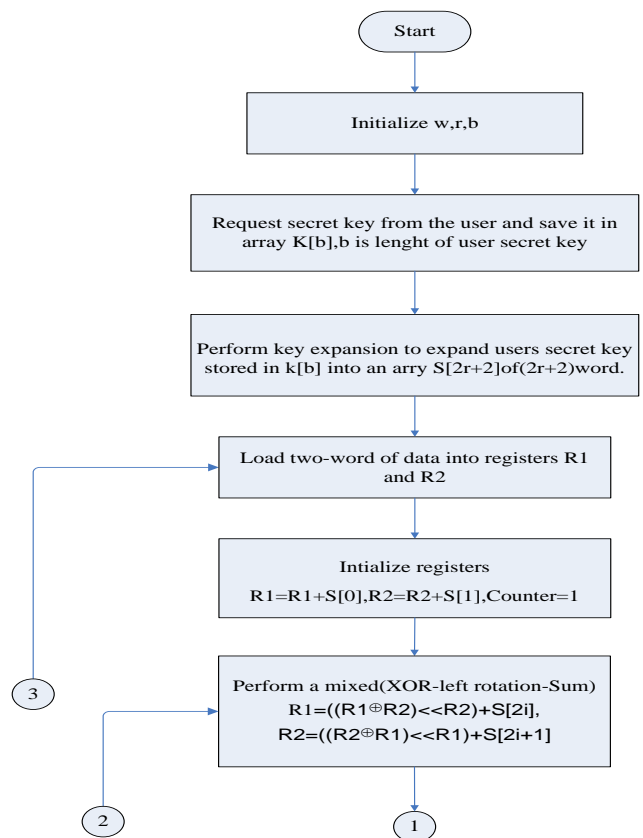 Start
Initialize w,r,b
Request secret key from the user and save it in
array K[b],b is lenght of user secret key
Perform key expansion to expand users secret key
stored in k[b] into an arry S[2r+2]of(2r+2)word.
Load two-word of data into registers R1
and R2
Intialize registers
R1=R1+S[0],R2=R2+S[1],Counter=1
Perform a mixed(XOR-left rotation-Sum)
R1=((R1⊕R2)<<R2)+S[2i],
R2=((R2⊕R1)<<R1)+S[2i+1]
3
2
1